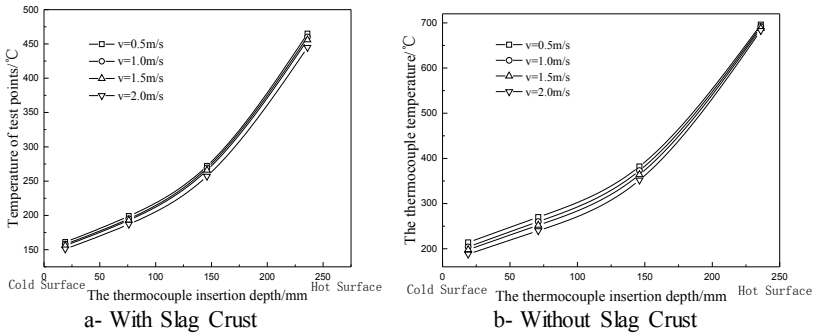 Temperature of test points/℃
500
450
400
350
300
250
200
150
v=0.5m/s
v=1.0m/s
v=1.5m/s
v=2.0m/s
0 50 100 150 200 250
Cold Surface Hot Surface
The thermocouple insertion depth/mm
a- With Slag Crust
The thermocouple temperature/℃
700
600
500
400
300
200
v=0.5m/s
v=1.0m/s
v=1.5m/s
v=2.0m/s
0 50 100 150 200 250
Cold Surface Hot Surface
The thermocouple insertion depth/mm
b- Without Slag Crust